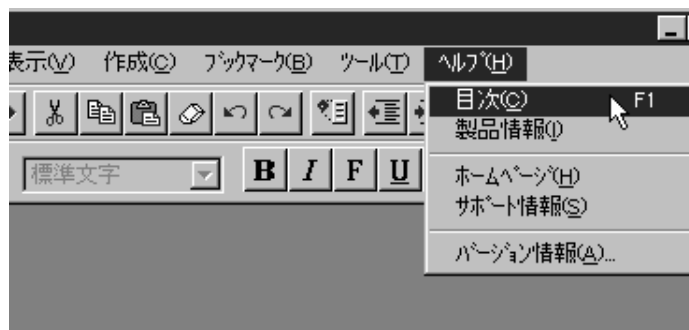 表示(V) 作成(C) ブックマーク(B) ツール(T) ヘルプ(H)
目次(C) F1
製品情報(I)
標準文字 B I F U
ホームページ(H)
サポート情報(S)
バージョン情報(A)...